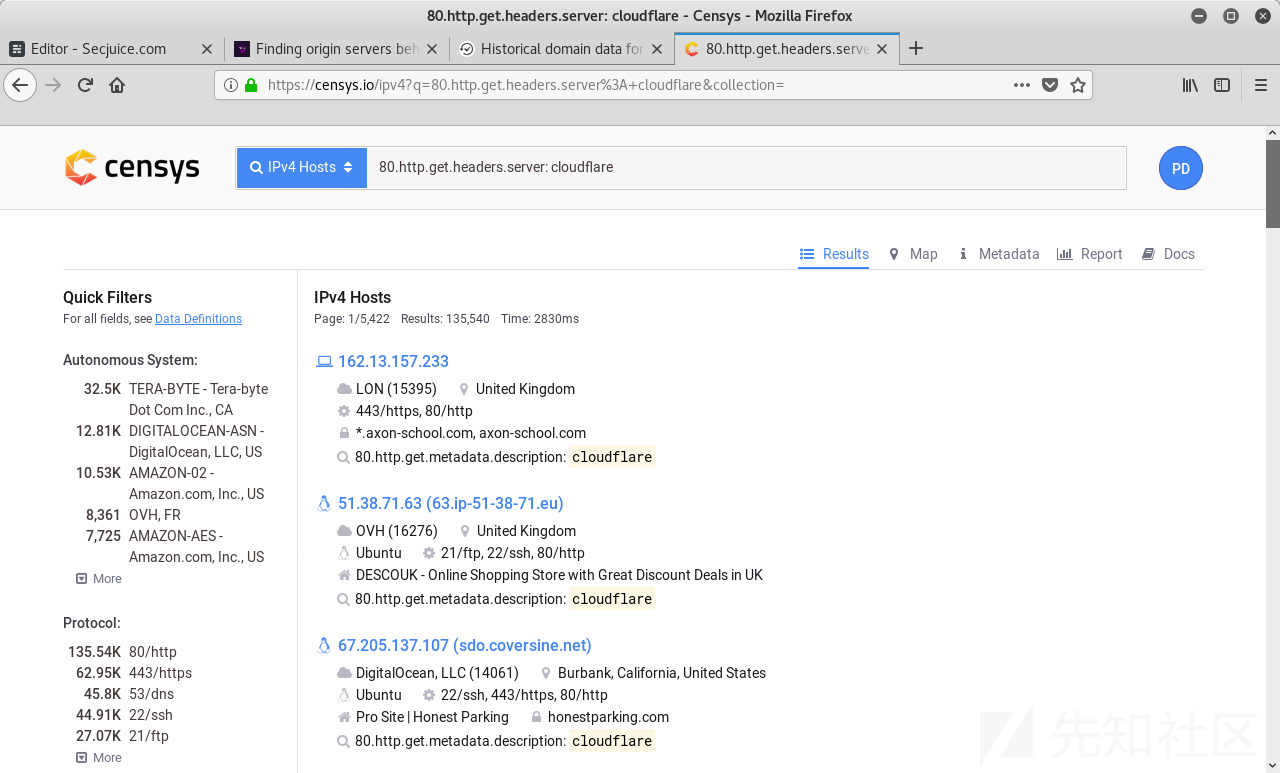 80.http.get.headers.server: cloudflare - Censys - Mozilla Firefox
Editor - Secjuice.com
Finding origin servers beh
Historical domain data for
80.http.get.headers.serve
https://censys.io/ipv4?q=80.http.get.headers.server%3A+cloudflare&collection=
censys
IPv4 Hosts
80.http.get.headers.server: cloudflare
PD
Results
Map
Metadata
Report
Docs
Quick Filters
For all fields, see Data Definitions
Autonomous System:
32.5K TERA-BYTE - Tera-byte
Dot Com Inc., CA
12.81K DIGITALOCEAN-ASN -
DigitalOcean, LLC, US
10.53K AMAZON-02 -
Amazon.com, Inc., US
8,361 OVH, FR
7,725 AMAZON-AES -
Amazon.com, Inc., US
More
Protocol:
135.54K 80/http
62.95K 443/https
45.8K 53/dns
44.91K 22/ssh
27.07K 21/ftp
More
IPv4 Hosts
Page: 1/5,422 Results: 135,540 Time: 2830ms
162.13.157.233
LON (15395) United Kingdom
443/https, 80/http
*.axon-school.com, axon-school.com
80.http.get.metadata.description: cloudflare
51.38.71.63 (63.ip-51-38-71.eu)
OVH (16276) United Kingdom
Ubuntu 21/ftp, 22/ssh, 80/http
DESCOUK - Online Shopping Store with Great Discount Deals in UK
80.http.get.metadata.description: cloudflare
67.205.137.107 (sdo.coversine.net)
DigitalOcean, LLC (14061) Burbank, California, United States
Ubuntu 22/ssh, 443/https, 80/http
Pro Site | Honest Parking honestparking.com
80.http.get.metadata.description: cloudflare
先知社区